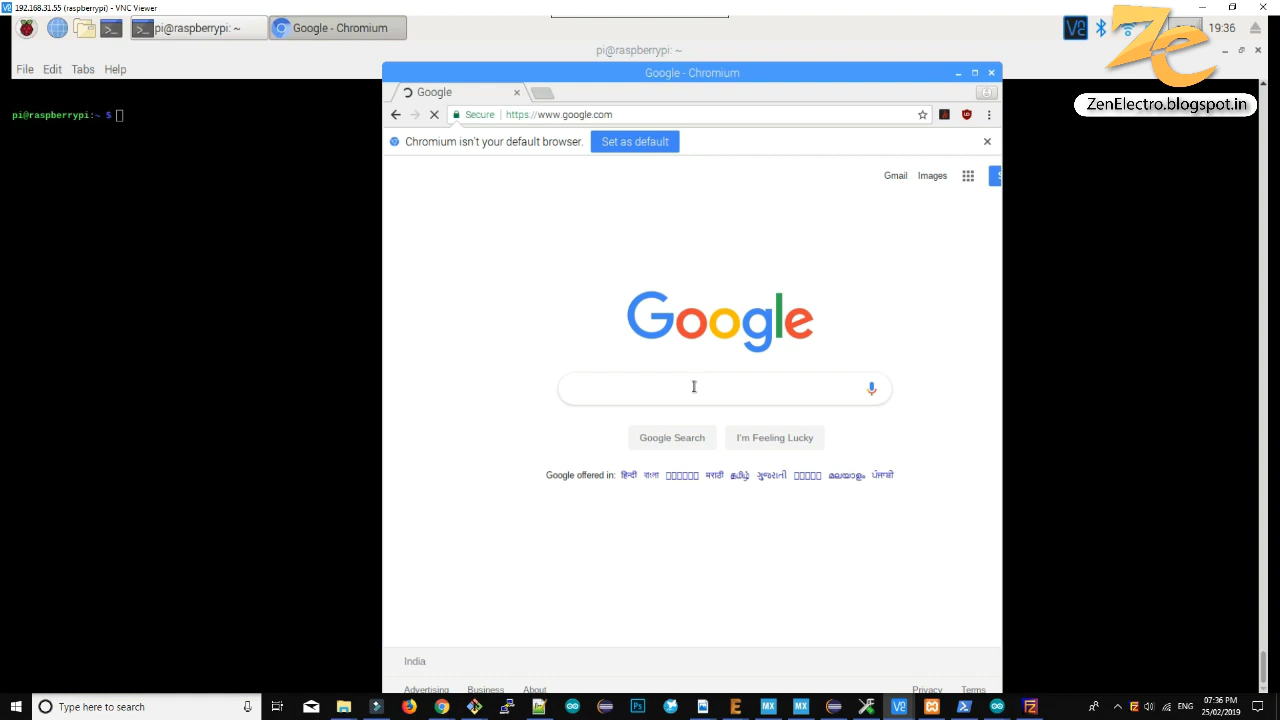 192.168.31.55 (raspberrypi) - VNC Viewer
pi@raspberrypi: ~
Google - Chromium
19:36
pi@raspberrypi: ~
File Edit Tabs Help
ZenElectro.blogspot.in
pi@raspberrypi:~ $
Google - Chromium
Google
Secure https://www.google.com
Chromium isn't your default browser. Set as default
Gmail Images
Google
Google Search I'm Feeling Lucky
Google offered in: हिन्दी বাংলা मराठी தமிழ் ગુજરાતી മലയാളം ਪੰਜਾਬੀ
India
Advertising Business About Privacy Terms
Type here to search
ENG
07:36 PM
25/02/2019